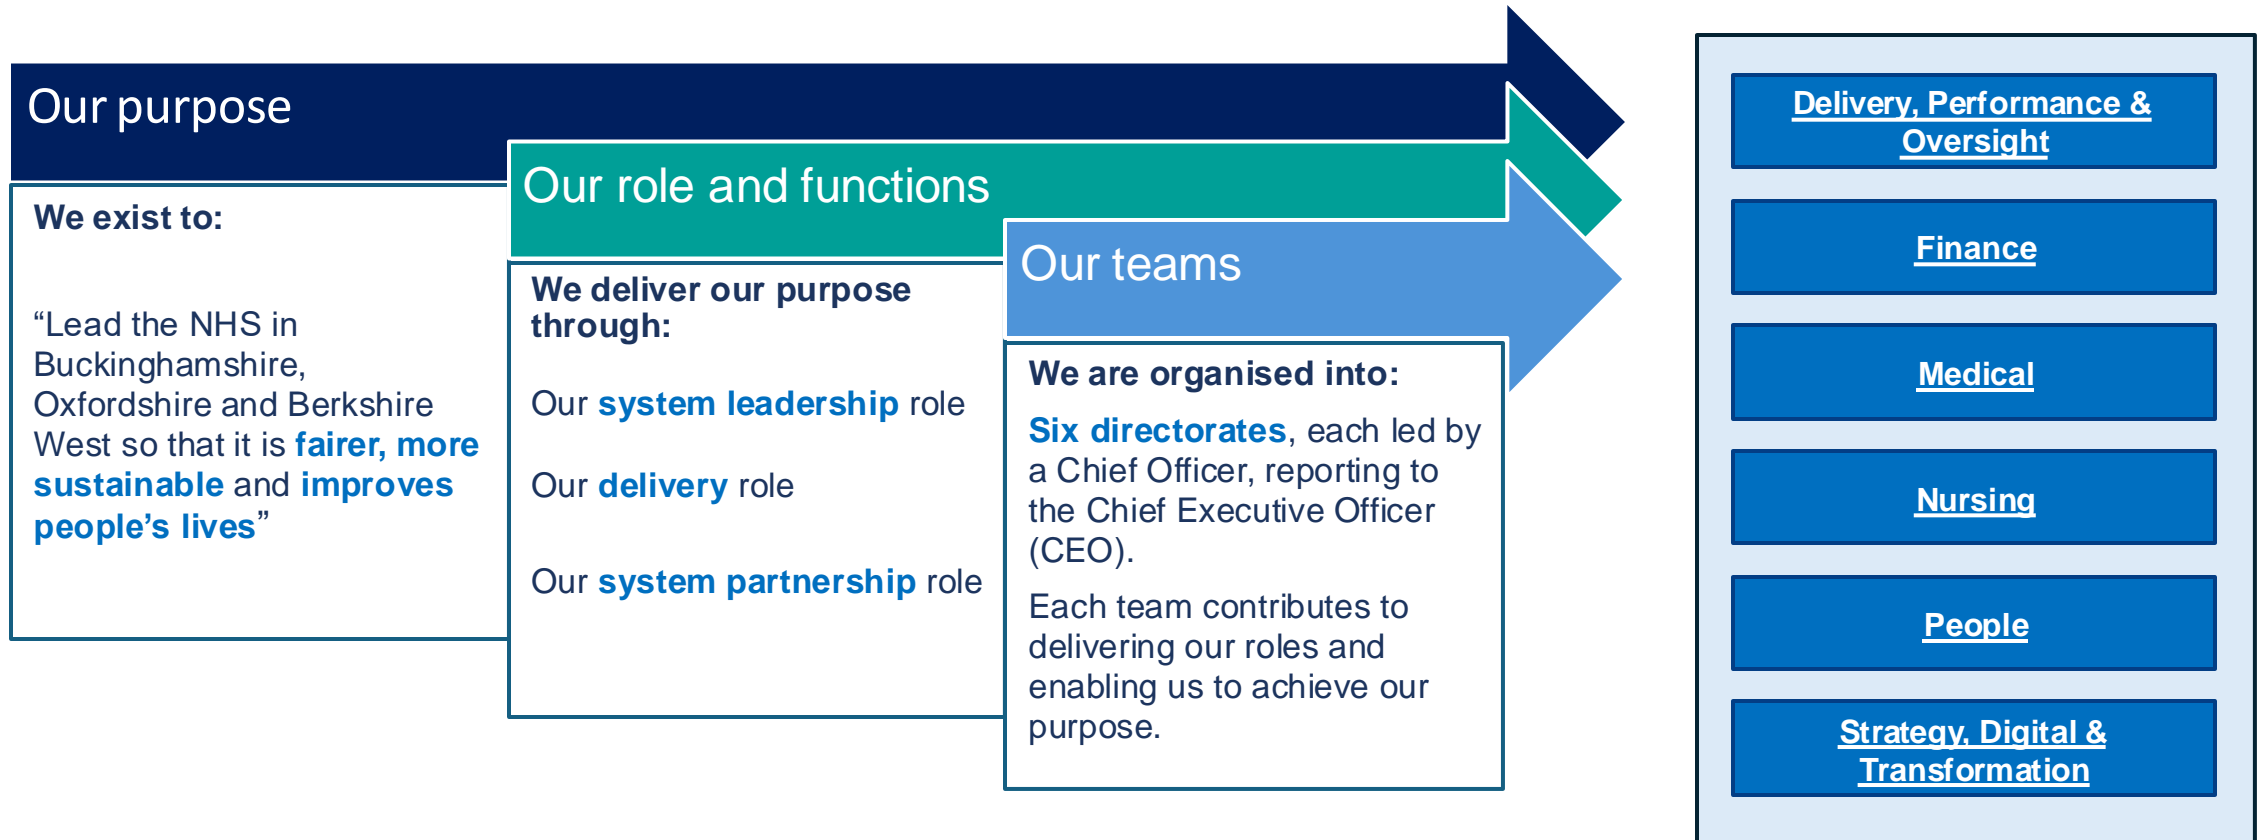 Our purpose
We exist to:
“Lead the NHS in
Buckinghamshire,
Oxfordshire and Berkshire
West so that it is fairer, more
sustainable and improves
people’s lives”
Our role and functions
We deliver our purpose
through:
Our system leadership role
Our delivery role
Our system partnership role
Our teams
We are organised into:
Six directorates, each led by
a Chief Officer, reporting to
the Chief Executive Officer
(CEO).
Each team contributes to
delivering our roles and
enabling us to achieve our
purpose.
Delivery, Performance &
Oversight
Finance
Medical
Nursing
People
Strategy, Digital &
Transformation